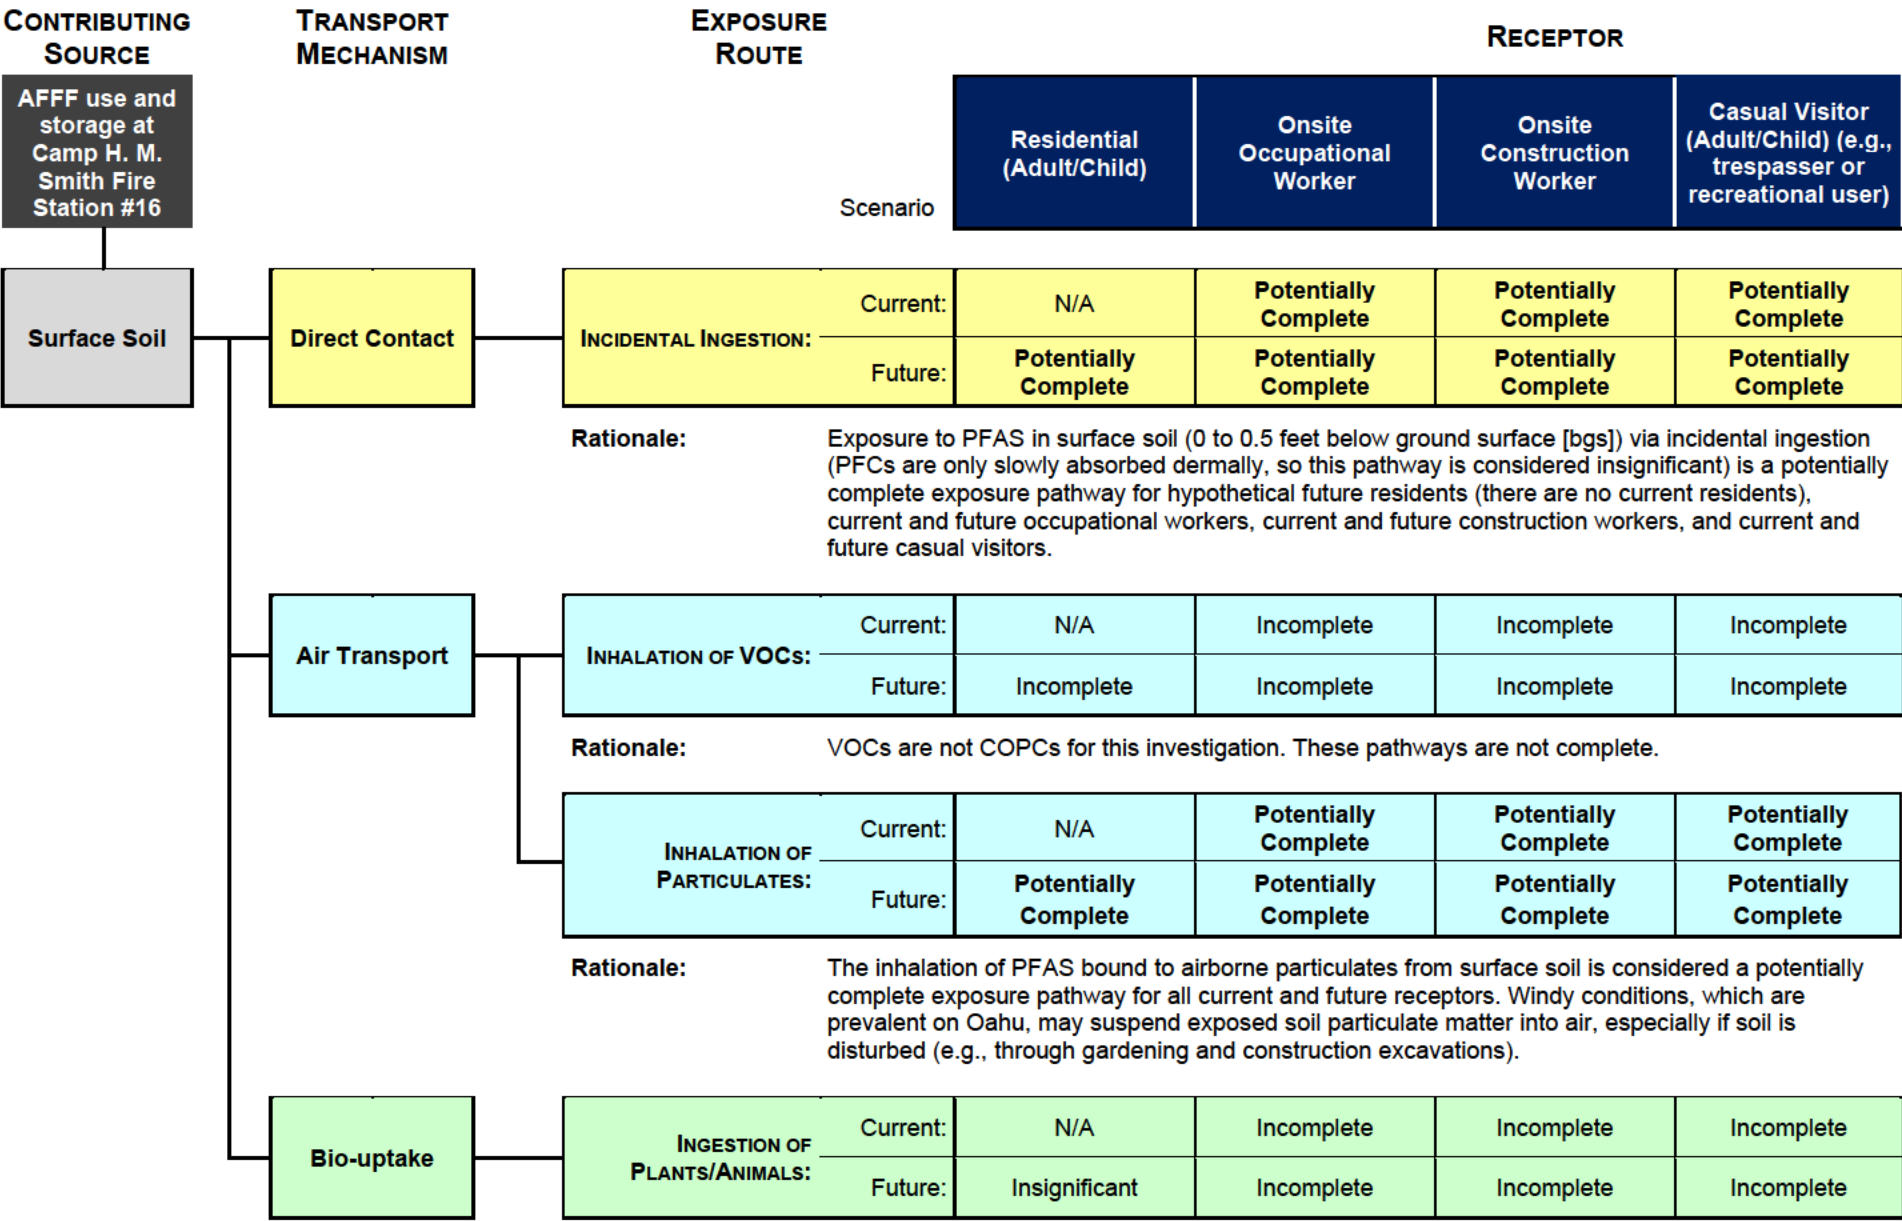 CONTRIBUTING
SOURCE
TRANSPORT
MECHANISM
EXPOSURE
ROUTE
RECEPTOR
AFFF use and
storage at
Camp H. M.
Smith Fire
Station #16
Scenario
Residential
(Adult/Child)
Onsite
Occupational
Worker
Onsite
Construction
Worker
Casual Visitor
(Adult/Child) (e.g.,
trespasser or
recreational user)
Surface Soil
Direct Contact
INCIDENTAL INGESTION:
Current:
N/A
Potentially
Complete
Potentially
Complete
Potentially
Complete
Future:
Potentially
Complete
Potentially
Complete
Potentially
Complete
Potentially
Complete
Rationale:
Exposure to PFAS in surface soil (0 to 0.5 feet below ground surface [bgs]) via incidental ingestion
(PFCs are only slowly absorbed dermally, so this pathway is considered insignificant) is a potentially
complete exposure pathway for hypothetical future residents (there are no current residents),
current and future occupational workers, current and future construction workers, and current and
future casual visitors.
Air Transport
INHALATION OF VOCS:
Current:
N/A
Incomplete
Incomplete
Incomplete
Future:
Incomplete
Incomplete
Incomplete
Incomplete
Rationale:
VOCs are not COPCs for this investigation. These pathways are not complete.
INHALATION OF
PARTICULATES:
Current:
N/A
Potentially
Complete
Potentially
Complete
Potentially
Complete
Future:
Potentially
Complete
Potentially
Complete
Potentially
Complete
Potentially
Complete
Rationale:
The inhalation of PFAS bound to airborne particulates from surface soil is considered a potentially
complete exposure pathway for all current and future receptors. Windy conditions, which are
prevalent on Oahu, may suspend exposed soil particulate matter into air, especially if soil is
disturbed (e.g., through gardening and construction excavations).
Bio-uptake
INGESTION OF
PLANTS/ANIMALS:
Current:
N/A
Incomplete
Incomplete
Incomplete
Future:
Insignificant
Incomplete
Incomplete
Incomplete